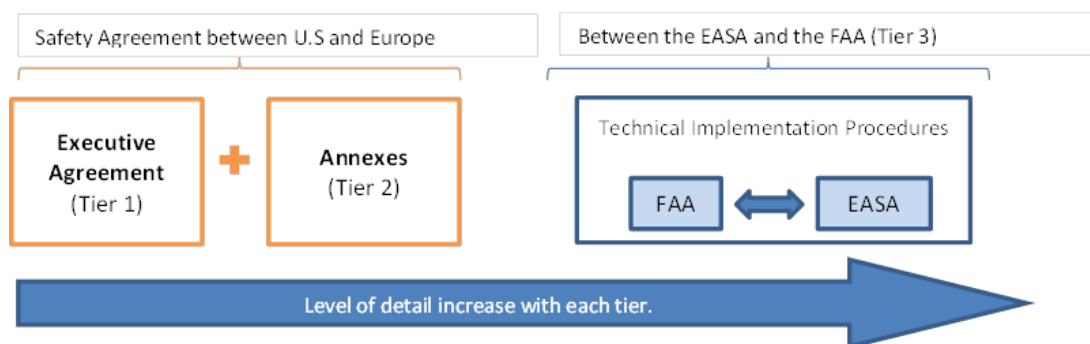 Safety Agreement between U.S and Europe
Between the EASA and the FAA (Tier 3)
Executive
Agreement
(Tier 1)
Annexes
(Tier 2)
Technical Implementation Procedures
FAA
EASA
Level of detail increase with each tier.